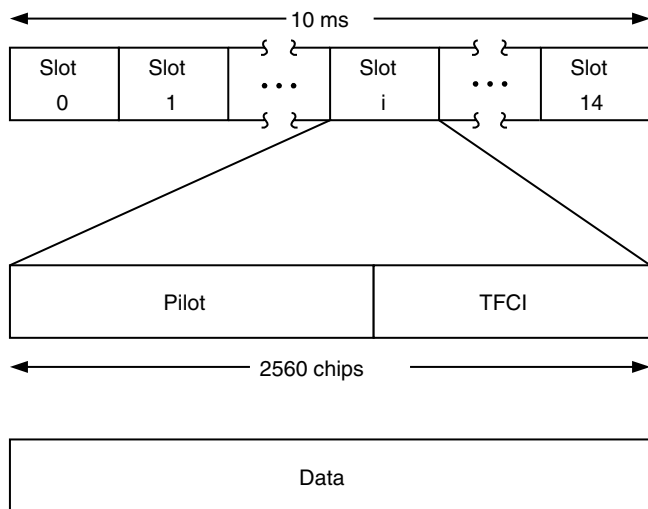 10 ms
Slot 0
Slot 1
• • •
Slot i
• • •
Slot 14
Pilot
TFCI
2560 chips
Data